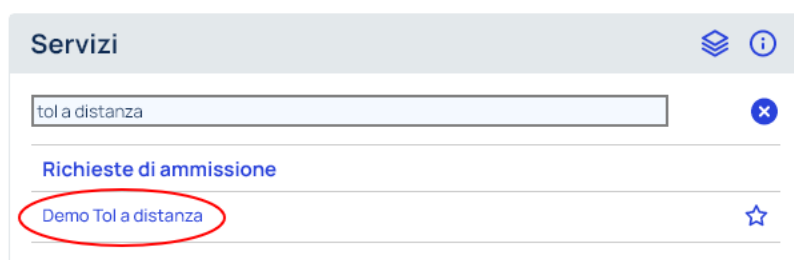 Servizi
tol a distanza
Richieste di ammissione
Demo Tol a distanza